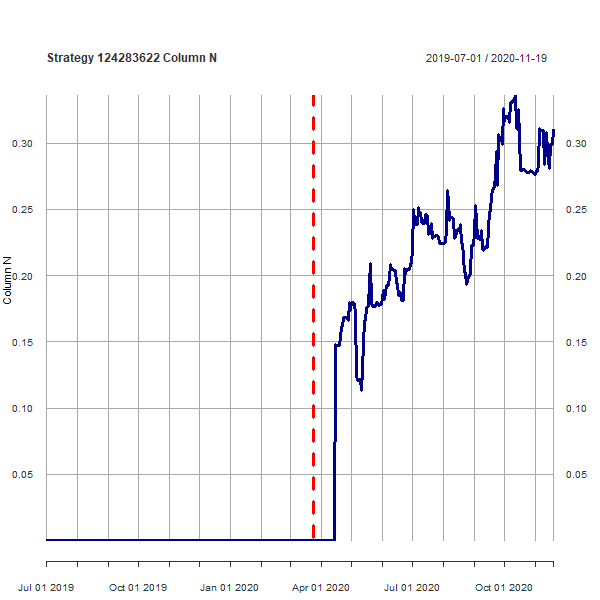 Strategy 124283622 Column N
2019-07-01 / 2020-11-19
Column N
0.30
0.25
0.20
0.15
0.10
0.05
0.30
0.25
0.20
0.15
0.10
0.05
Jul 01 2019
Oct 01 2019
Jan 01 2020
Apr 01 2020
Jul 01 2020
Oct 01 2020